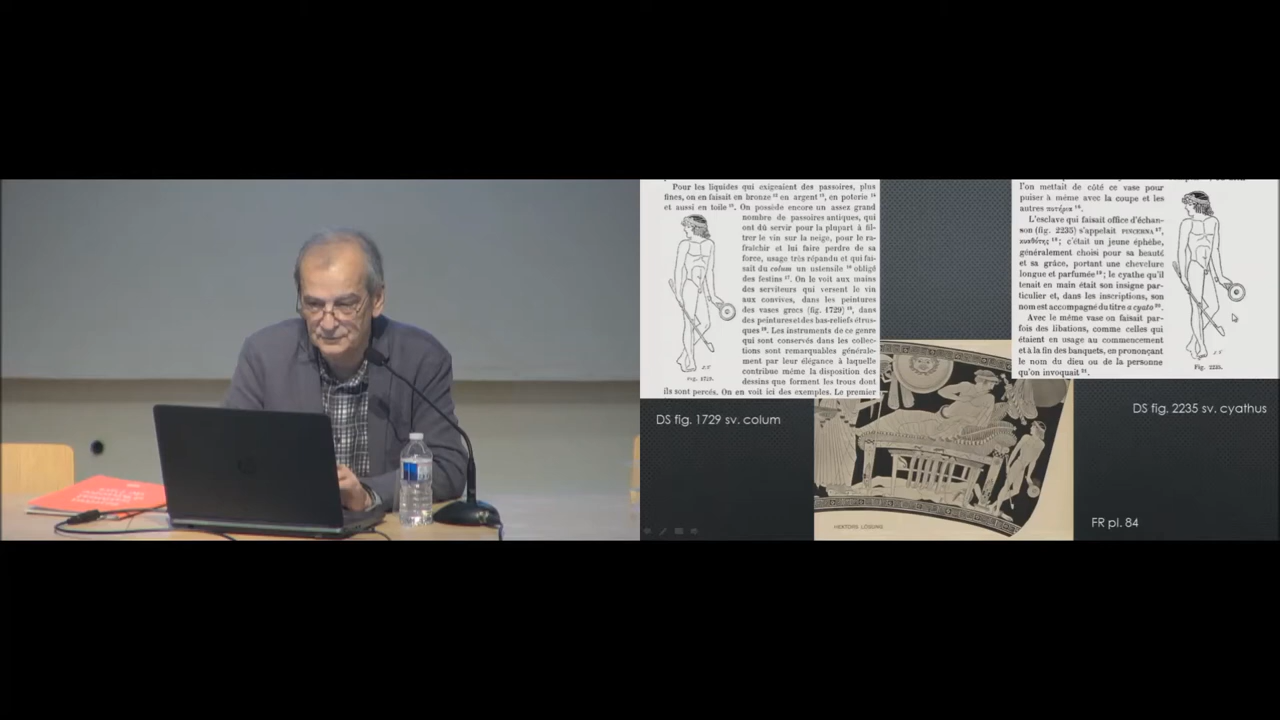 Pour les liquides qui exigeaient des passoires, plus
fines, on en faisait en bronze en argent, en poterie
et aussi en toile. On possède encore un assez grand
nombre de passoires antiques, qui
ont dû servir pour la plupart à fil-
trer le vin sur la neige, pour le ra-
fraîchir et lui faire perdre de sa
force, usage très répandu et qui fai-
sait du colum un ustensile obligé
des festins. On le voit aux mains
des serviteurs qui versent le vin
aux convives, dans les peintures
des vases grecs (fig. 1729), dans
des peintures et des bas-reliefs étrus-
ques. Les instruments de ce genre
qui sont conservés dans les collec-
tions sont remarquables générale-
ment par leur élégance à laquelle
contribue même la disposition des
dessins que forment les trous dont
ils sont percés. On en voit ici des exemples. Le premier
Fig. 1729.
DS fig. 1729 sv. colum
HEKTORS LÖSUNG
l'on mettait de côté ce vase pour
puiser à même avec la coupe et les
autres ποτήρια
L'esclave qui faisait office d'échan-
son (fig. 2235) s'appelait PINCERNA
c'était un jeune éphèbe,
généralement choisi pour sa beauté
et sa grâce, portant une chevelure
longue et parfumée; le cyathe qu'il
tenait en main était son insigne par-
ticulier et, dans les inscriptions, son
nom est accompagné du titre a cyato
Avec le même vase on faisait par-
fois des libations, comme celles qui
étaient en usage au commencement
et à la fin des banquets, en prononçant
le nom du dieu ou de la personne
qu'on invoquait
Fig. 2235.
DS fig. 2235 sv. cyathus
FR pl. 84